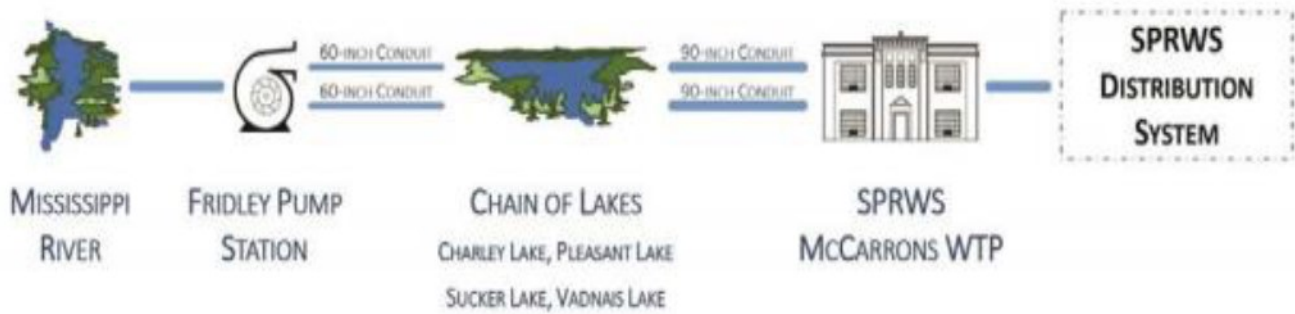 60-INCH CONDUIT
60-INCH CONDUIT
90-INCH CONDUIT
90-INCH CONDUIT
SPRWS
DISTRIBUTION
SYSTEM
MISSISSIPPI
RIVER
FRIDLEY PUMP
STATION
CHAIN OF LAKES
CHARLEY LAKE, PLEASANT LAKE
SUCKER LAKE, VADNAIS LAKE
SPRWS
MCCARRONS WTP